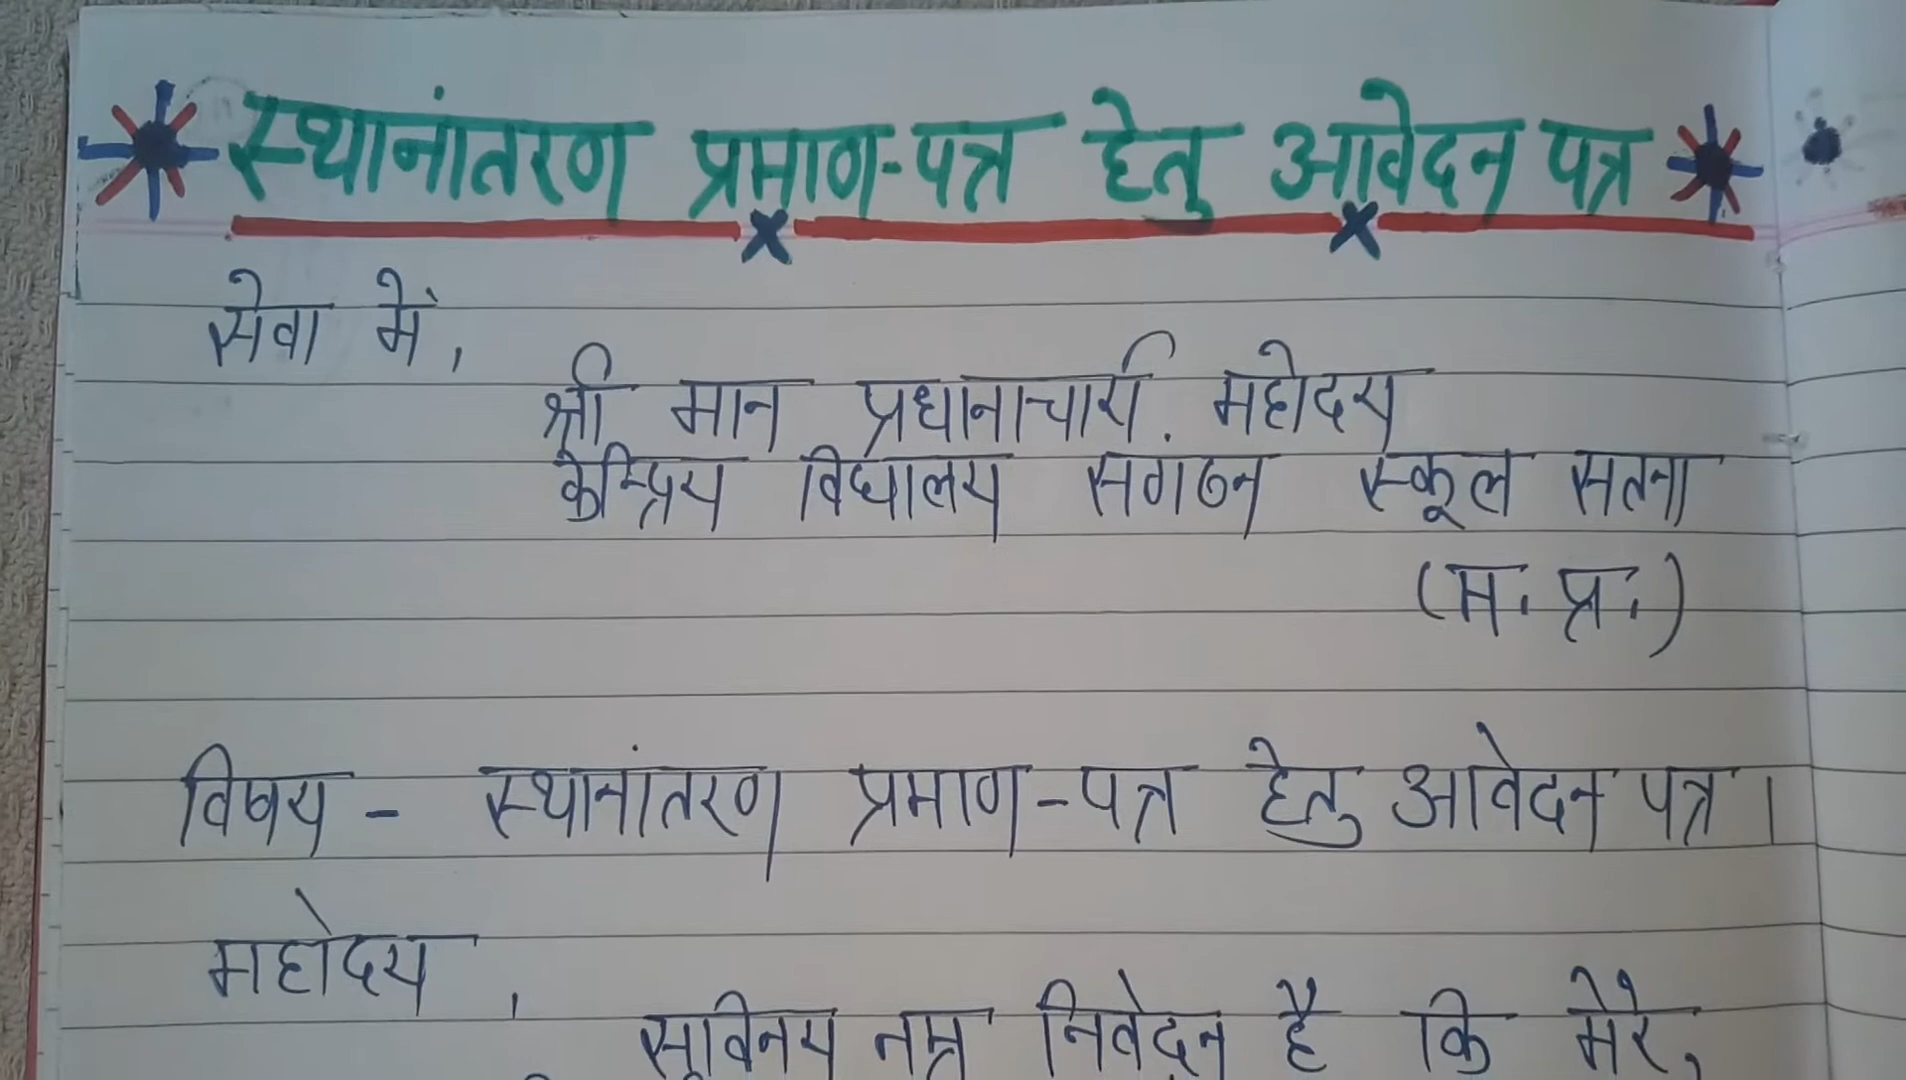 स्थानांतरण प्रमाण-पत्र हेतु आवेदन पत्र
सेवा में,
श्री मान प्रधानाचार्य महोदय
केन्द्रिय विद्यालय सगठन स्कूल सतना
(म. प्र.)
विषय - स्थानांतरण प्रमाण-पत्र हेतु आवेदन पत्र ।
महोदय ,
सविनय नम्र निवेदन है कि मेरे,